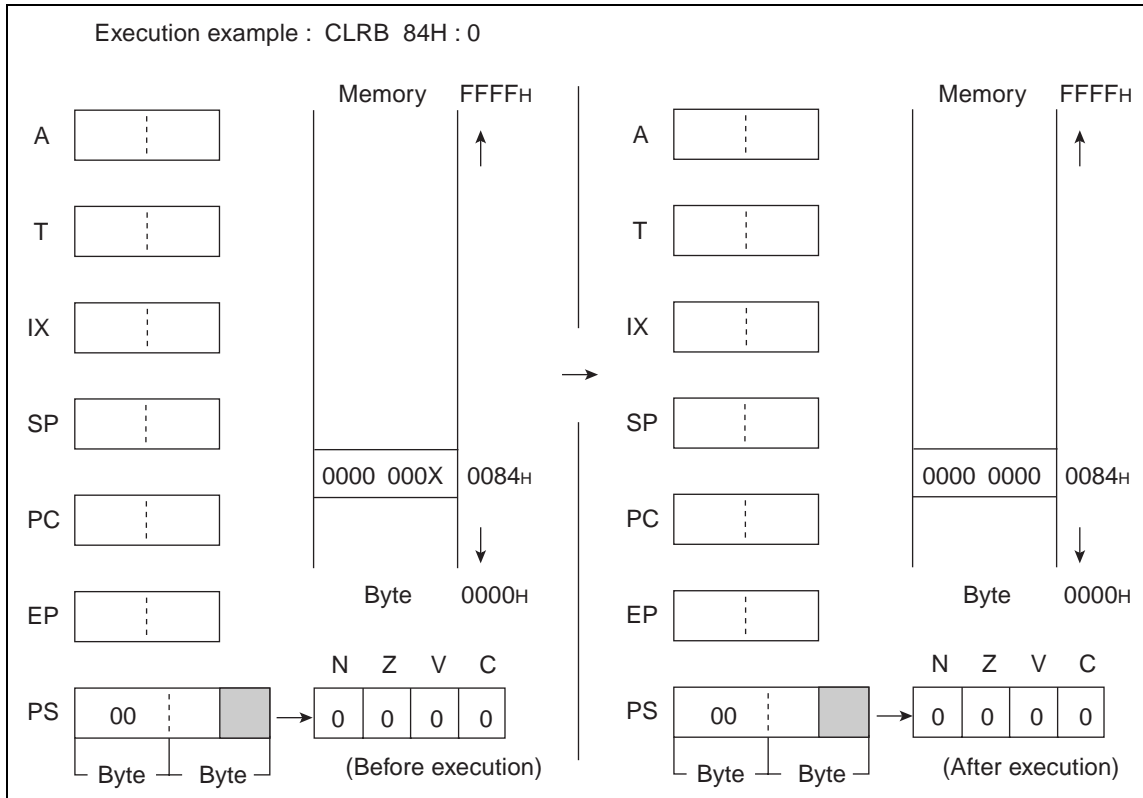 Execution example : CLRB 84H : 0
Memory FFFFH
A
T
IX
SP
0000 000X 0084H
PC
Byte 0000H
EP
N Z V C
PS 00 0 0 0 0
Byte Byte (Before execution)
Memory FFFFH
A
T
IX
SP
0000 0000 0084H
PC
Byte 0000H
EP
N Z V C
PS 00 0 0 0 0
Byte Byte (After execution)